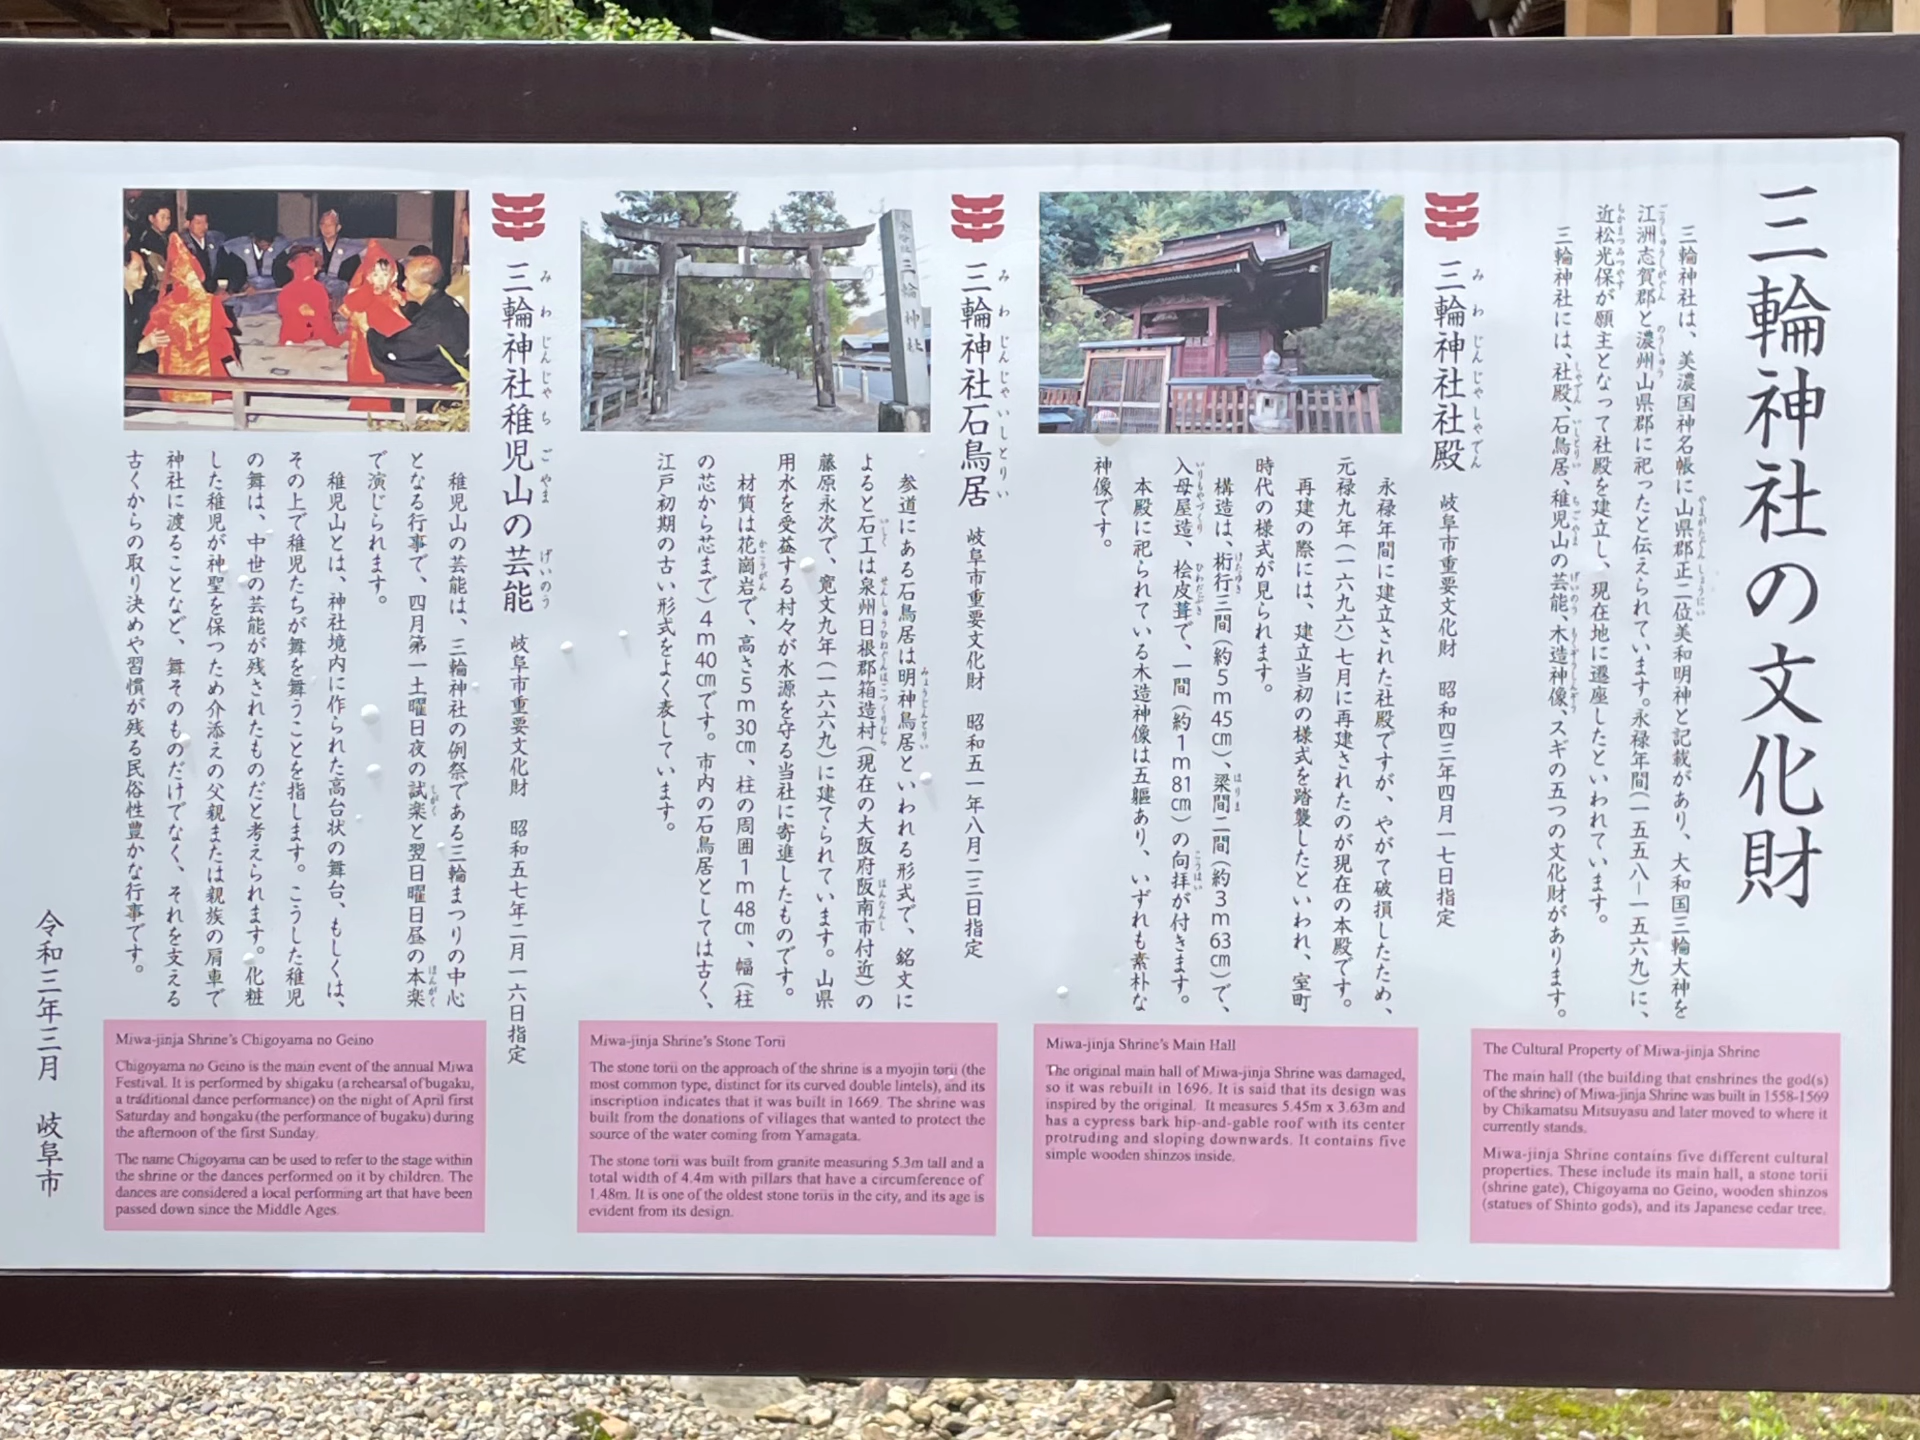 三輪神社の文化財
三輪神社は、美濃国神名帳に山県郡正二位美和明神と記載があり、大和国三輪大神を
江洲志賀郡と濃州山県郡に祀ったと伝えられています。永禄年間(一五五八―一五六九)に、
近松光保が願主となって社殿を建立し、現在地に遷座したといわれています。
三輪神社には、社殿、石鳥居、稚児山の芸能、木造神像、スギの五つの文化財があります。
三輪神社社殿 岐阜市重要文化財 昭和四三年四月一七日指定
永禄年間に建立された社殿ですが、やがて破損したため、
元禄九年(一六九六)七月に再建されたのが現在の本殿です。
再建の際には、建立当初の様式を踏襲したといわれ、室町
時代の様式が見られます。
構造は、桁行三間(約5m45㎝)、梁間二間(約3m63㎝)で、
入母屋造、桧皮葺で、一間(約1m81㎝)の向拝が付きます。
本殿に祀られている木造神像は五軀あり、いずれも素朴な
神像です。
三輪神社石鳥居 岐阜市重要文化財 昭和五一年八月二三日指定
参道にある石鳥居は明神鳥居といわれる形式で、銘文に
よると石工は泉州日根郡箱造村(現在の大阪府阪南市付近)の
藤原永次で、寛文九年(一六六九)に建てられています。山県
用水を受益する村々が水源を守る当社に寄進したものです。
材質は花崗岩で、高さ5m30㎝、柱の周囲1m48㎝、幅(柱
の芯から芯まで)4m40㎝です。市内の石鳥居としては古く、
江戸初期の古い形式をよく表しています。
三輪神社稚児山の芸能 岐阜市重要文化財 昭和五七年二月一六日指定
稚児山の芸能は、三輪神社の例祭である三輪まつりの中心
となる行事で、四月第一土曜日夜の試楽と翌日曜日昼の本楽
で演じられます。
稚児山とは、神社境内に作られた高台状の舞台、もしくは、
その上で稚児たちが舞を舞うことを指します。こうした稚児
の舞は、中世の芸能が残されたものだと考えられます。化粧
した稚児が神聖を保つため介添えの父親または親族の肩車で
神社に渡ることなど、舞そのものだけでなく、それを支える
古くからの取り決めや習慣が残る民俗性豊かな行事です。
令和三年三月 岐阜市
三輪神社
The Cultural Property of Miwa-jinja Shrine
The main hall (the building that enshrines the god(s)
of the shrine) of Miwa-jinja Shrine was built in 1558-1569
by Chikamatsu Mitsuyasu and later moved to where it
currently stands.
Miwa-jinja Shrine contains five different cultural
properties. These include its main hall, a stone torii
(shrine gate), Chigoyama no Geino, wooden shinzos
(statues of Shinto gods), and its Japanese cedar tree.
Miwa-jinja Shrine's Main Hall
The original main hall of Miwa-jinja Shrine was damaged,
so it was rebuilt in 1696. It is said that its design was
inspired by the original. It measures 5.45m x 3.63m and
has a cypress bark hip-and-gable roof with its center
protruding and sloping downwards. It contains five
simple wooden shinzos inside.
Miwa-jinja Shrine's Stone Torii
The stone torii on the approach of the shrine is a myojin torii (the
most common type, distinct for its curved double lintels), and its
inscription indicates that it was built in 1669. The shrine was
built from the donations of villages that wanted to protect the
source of the water coming from Yamagata.
The stone torii was built from granite measuring 5.3m tall and a
total width of 4.4m with pillars that have a circumference of
1.48m. It is one of the oldest stone toriis in the city, and its age is
evident from its design.
Miwa-jinja Shrine's Chigoyama no Geino
Chigoyama no Geino is the main event of the annual Miwa
Festival. It is performed by shigaku (a rehearsal of bugaku,
a traditional dance performance) on the night of April first
Saturday and hongaku (the performance of bugaku) during
the afternoon of the first Sunday.
The name Chigoyama can be used to refer to the stage within
the shrine or the dances performed on it by children. The
dances are considered a local performing art that have been
passed down since the Middle Ages.